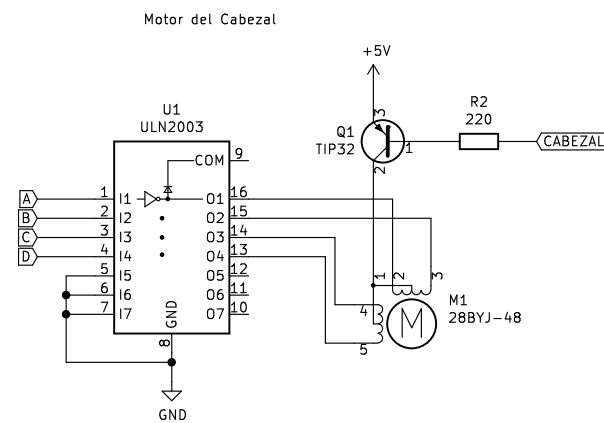 Motor del Cabezal
+5V
R2
220
CABEZAL
Q1
TIP32
3
1
2
U1
ULN2003
COM 9
A 1 I1 O1 16
B 2 I2 O2 15
C 3 I3 O3 14
D 4 I4 O4 13
5 I5 O5 12
6 I6 O6 11
7 I7 O7 10
GND
8
GND
1 2 3
4
5
M
M1
28BYJ-48